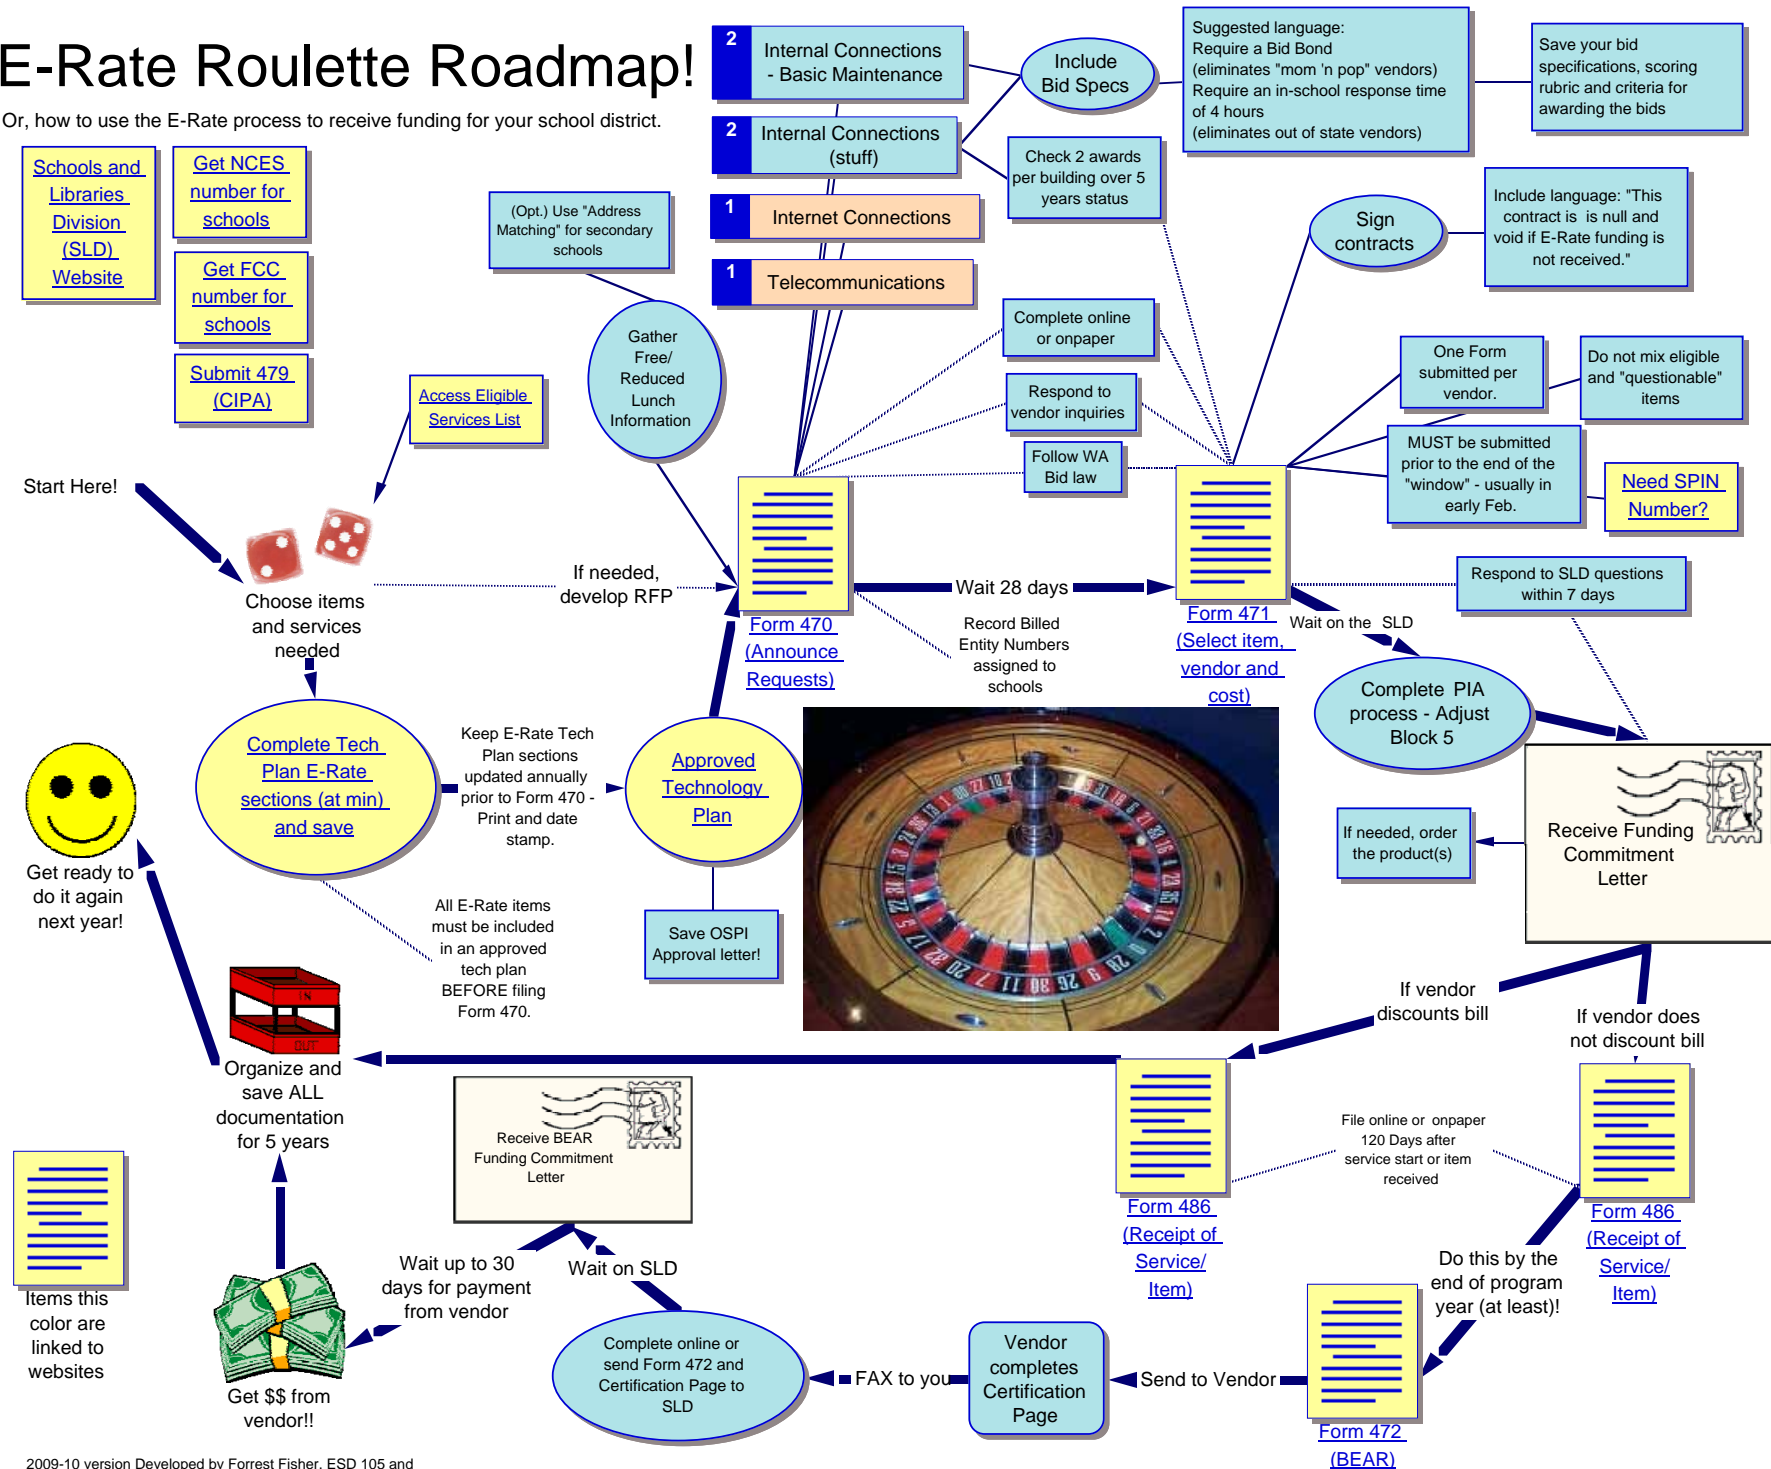 E-Rate Roulette Roadmap!
Or, how to use the E-Rate process to receive funding for your school district.
Schools and
Libraries
Division
(SLD)
Website
Get NCES
number for
schools
Get FCC
number for
schools
Submit 479
(CIPA)
Access Eligible
Services List
(Opt.) Use "Address
Matching" for secondary
schools
Gather
Free/
Reduced
Lunch
Information
2
Internal Connections
- Basic Maintenance
2
Internal Connections
(stuff)
1
Internet Connections
1
Telecommunications
Include
Bid Specs
Suggested language:
Require a Bid Bond
(eliminates "mom 'n pop" vendors)
Require an in-school response time
of 4 hours
(eliminates out of state vendors)
Save your bid
specifications, scoring
rubric and criteria for
awarding the bids
Check 2 awards
per building over 5
years status
Sign
contracts
Include language: "This
contract is is null and
void if E-Rate funding is
not received."
Complete online
or onpaper
Respond to
vendor inquiries
Follow WA
Bid law
One Form
submitted per
vendor.
Do not mix eligible
and "questionable"
items
MUST be submitted
prior to the end of the
"window" - usually in
early Feb.
Need SPIN
Number?
Start Here!
Choose items
and services
needed
If needed,
develop RFP
Form 470
(Announce
Requests)
Wait 28 days
Record Billed
Entity Numbers
assigned to
schools
Form 471
(Select item,
vendor and
cost)
Respond to SLD questions
within 7 days
Wait on the SLD
Complete PIA
process - Adjust
Block 5
Complete Tech
Plan E-Rate
sections (at min)
and save
Keep E-Rate Tech
Plan sections
updated annually
prior to Form 470 -
Print and date
stamp.
Approved
Technology
Plan
All E-Rate items
must be included
in an approved
tech plan
BEFORE filing
Form 470.
Save OSPI
Approval letter!
If needed, order
the product(s)
Receive Funding
Commitment
Letter
Get ready to
do it again
next year!
IN
OUT
Organize and
save ALL
documentation
for 5 years
If vendor
discounts bill
If vendor does
not discount bill
Receive BEAR
Funding Commitment
Letter
File online or onpaper
120 Days after
service start or item
received
Form 486
(Receipt of
Service/
Item)
Form 486
(Receipt of
Service/
Item)
Items this
color are
linked to
websites
Wait up to 30
days for payment
from vendor
Wait on SLD
Do this by the
end of program
year (at least)!
Get $$ from
vendor!!
Complete online or
send Form 472 and
Certification Page to
SLD
FAX to you
Vendor
completes
Certification
Page
Send to Vendor
Form 472
(BEAR)
2009-10 version Developed by Forrest Fisher, ESD 105 and